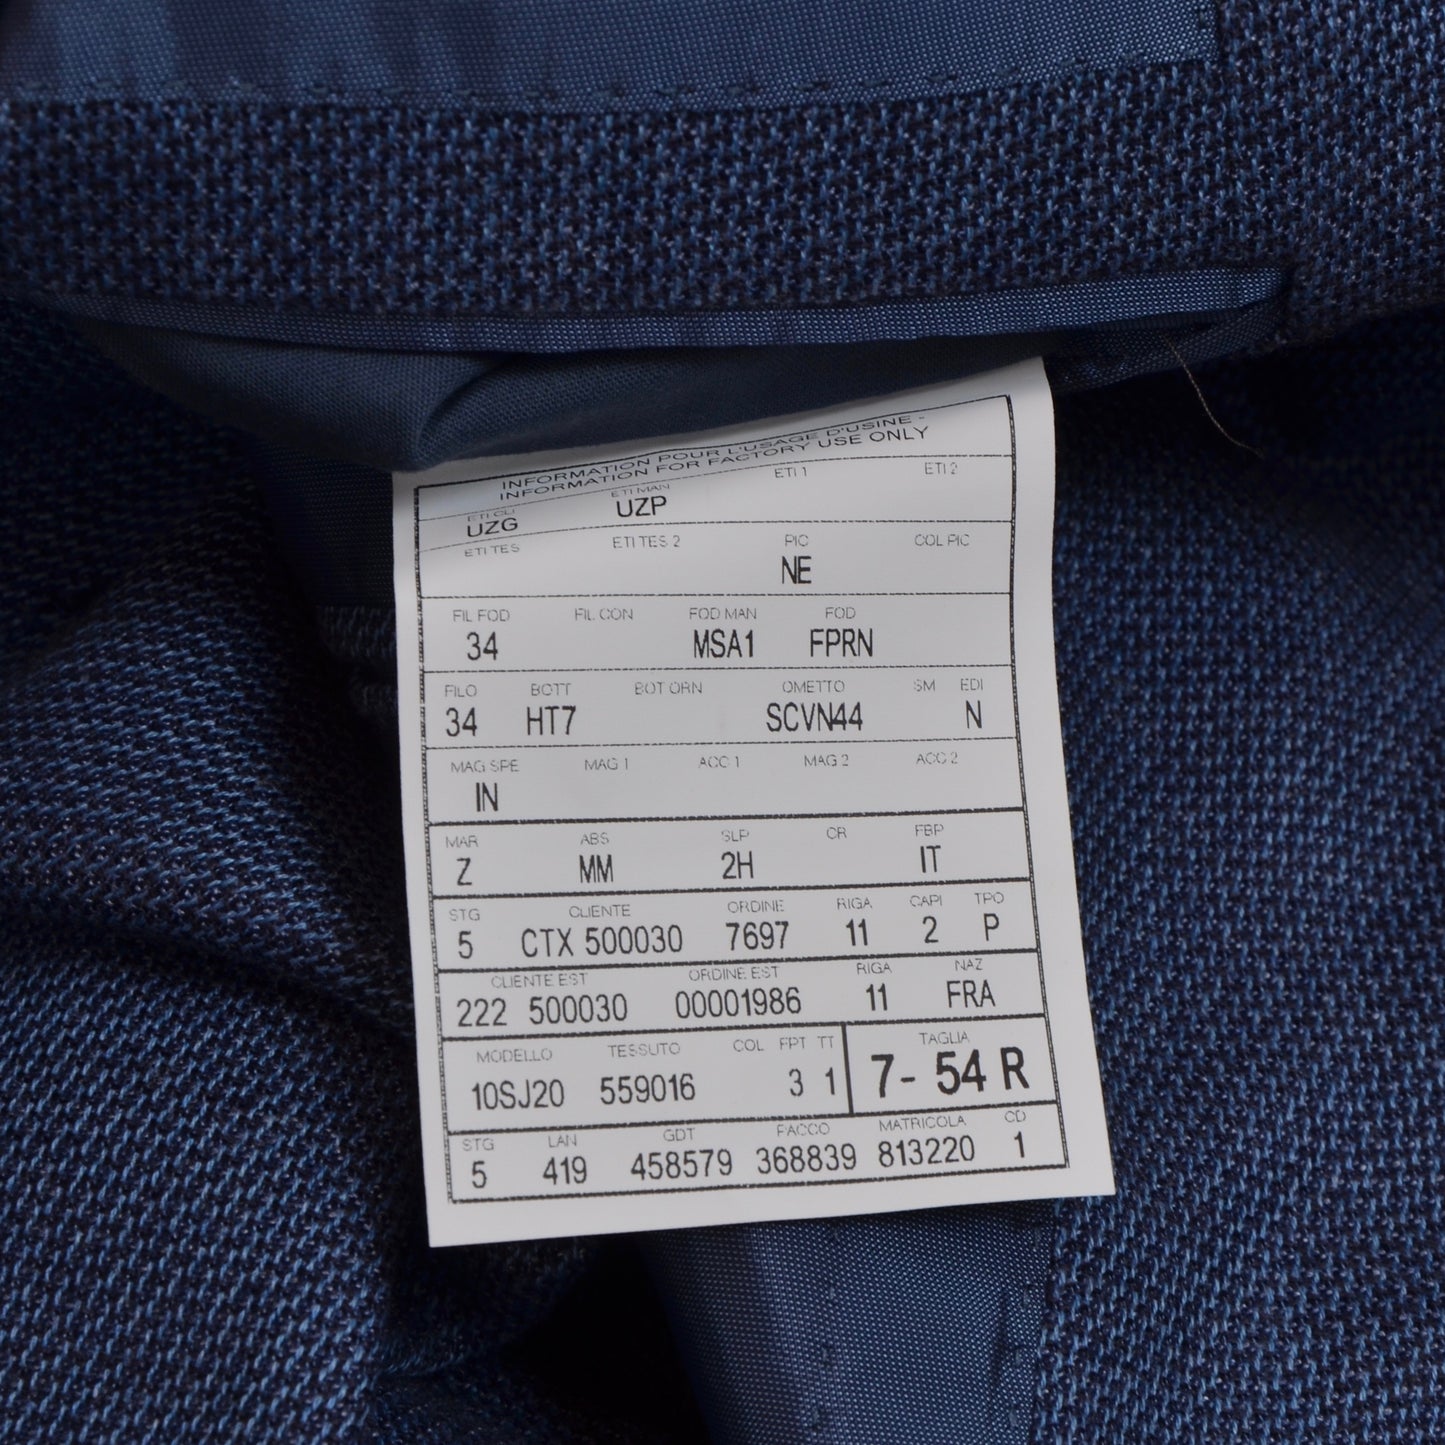 INFORMATION POUR L'USAGE D'USINE -
INFORMATION FOR FACTORY USE ONLY
ETI CLI ETI MAN ETI 1 ETI 2
UZG UZP
ETI TES ETI TES 2 PIC COL PIC
NE
FIL FOD FIL CON FOD MAN FOD
34 MSA1 FPRN
FILO BOTT BOT ORN OMETTO SM EDI
34 HT7 SCVN44 N
MAG SPE MAG 1 ACC 1 MAG 2 ACC 2
IN
MAR ABS SLP CR FBP
Z MM 2H IT
STG CLIENTE ORDINE RIGA CAPI TPO
5 CTX 500030 7697 11 2 P
CLIENTE EST ORDINE EST RIGA NAZ
222 500030 00001986 11 FRA
MODELLO TESSUTO COL FPT TT TAGLIA
10SJ20 559016 3 1 7- 54 R
STG LAN GDT PACCO MATRICOLA CD
5 419 458579 368839 813220 1